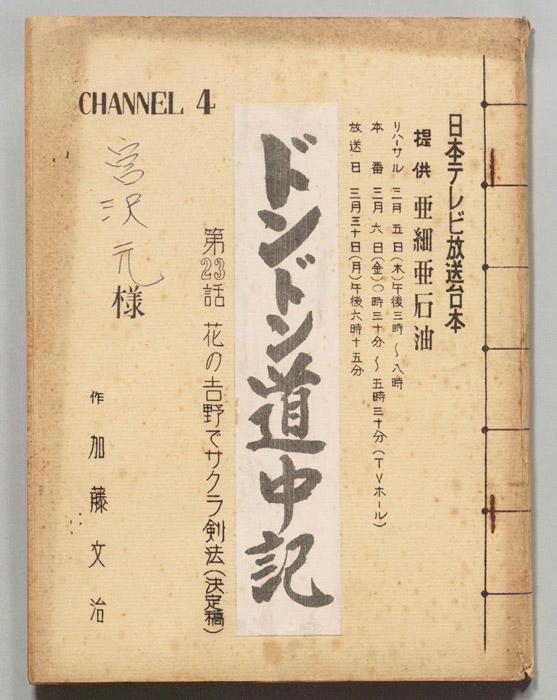 日本テレビ放送台本
提供 亜細亜石油
リハーサル 三月五日(木)午後三時〜八時
本番 三月六日(金)〇時三十分〜五時三十分(TVホール)
放送日 三月三十日(月)午後六時十五分
ドンドン道中記
第23話 花の吉野でサクラ剣法(決定稿)
CHANNEL 4
宮沢元様
作 加藤文治